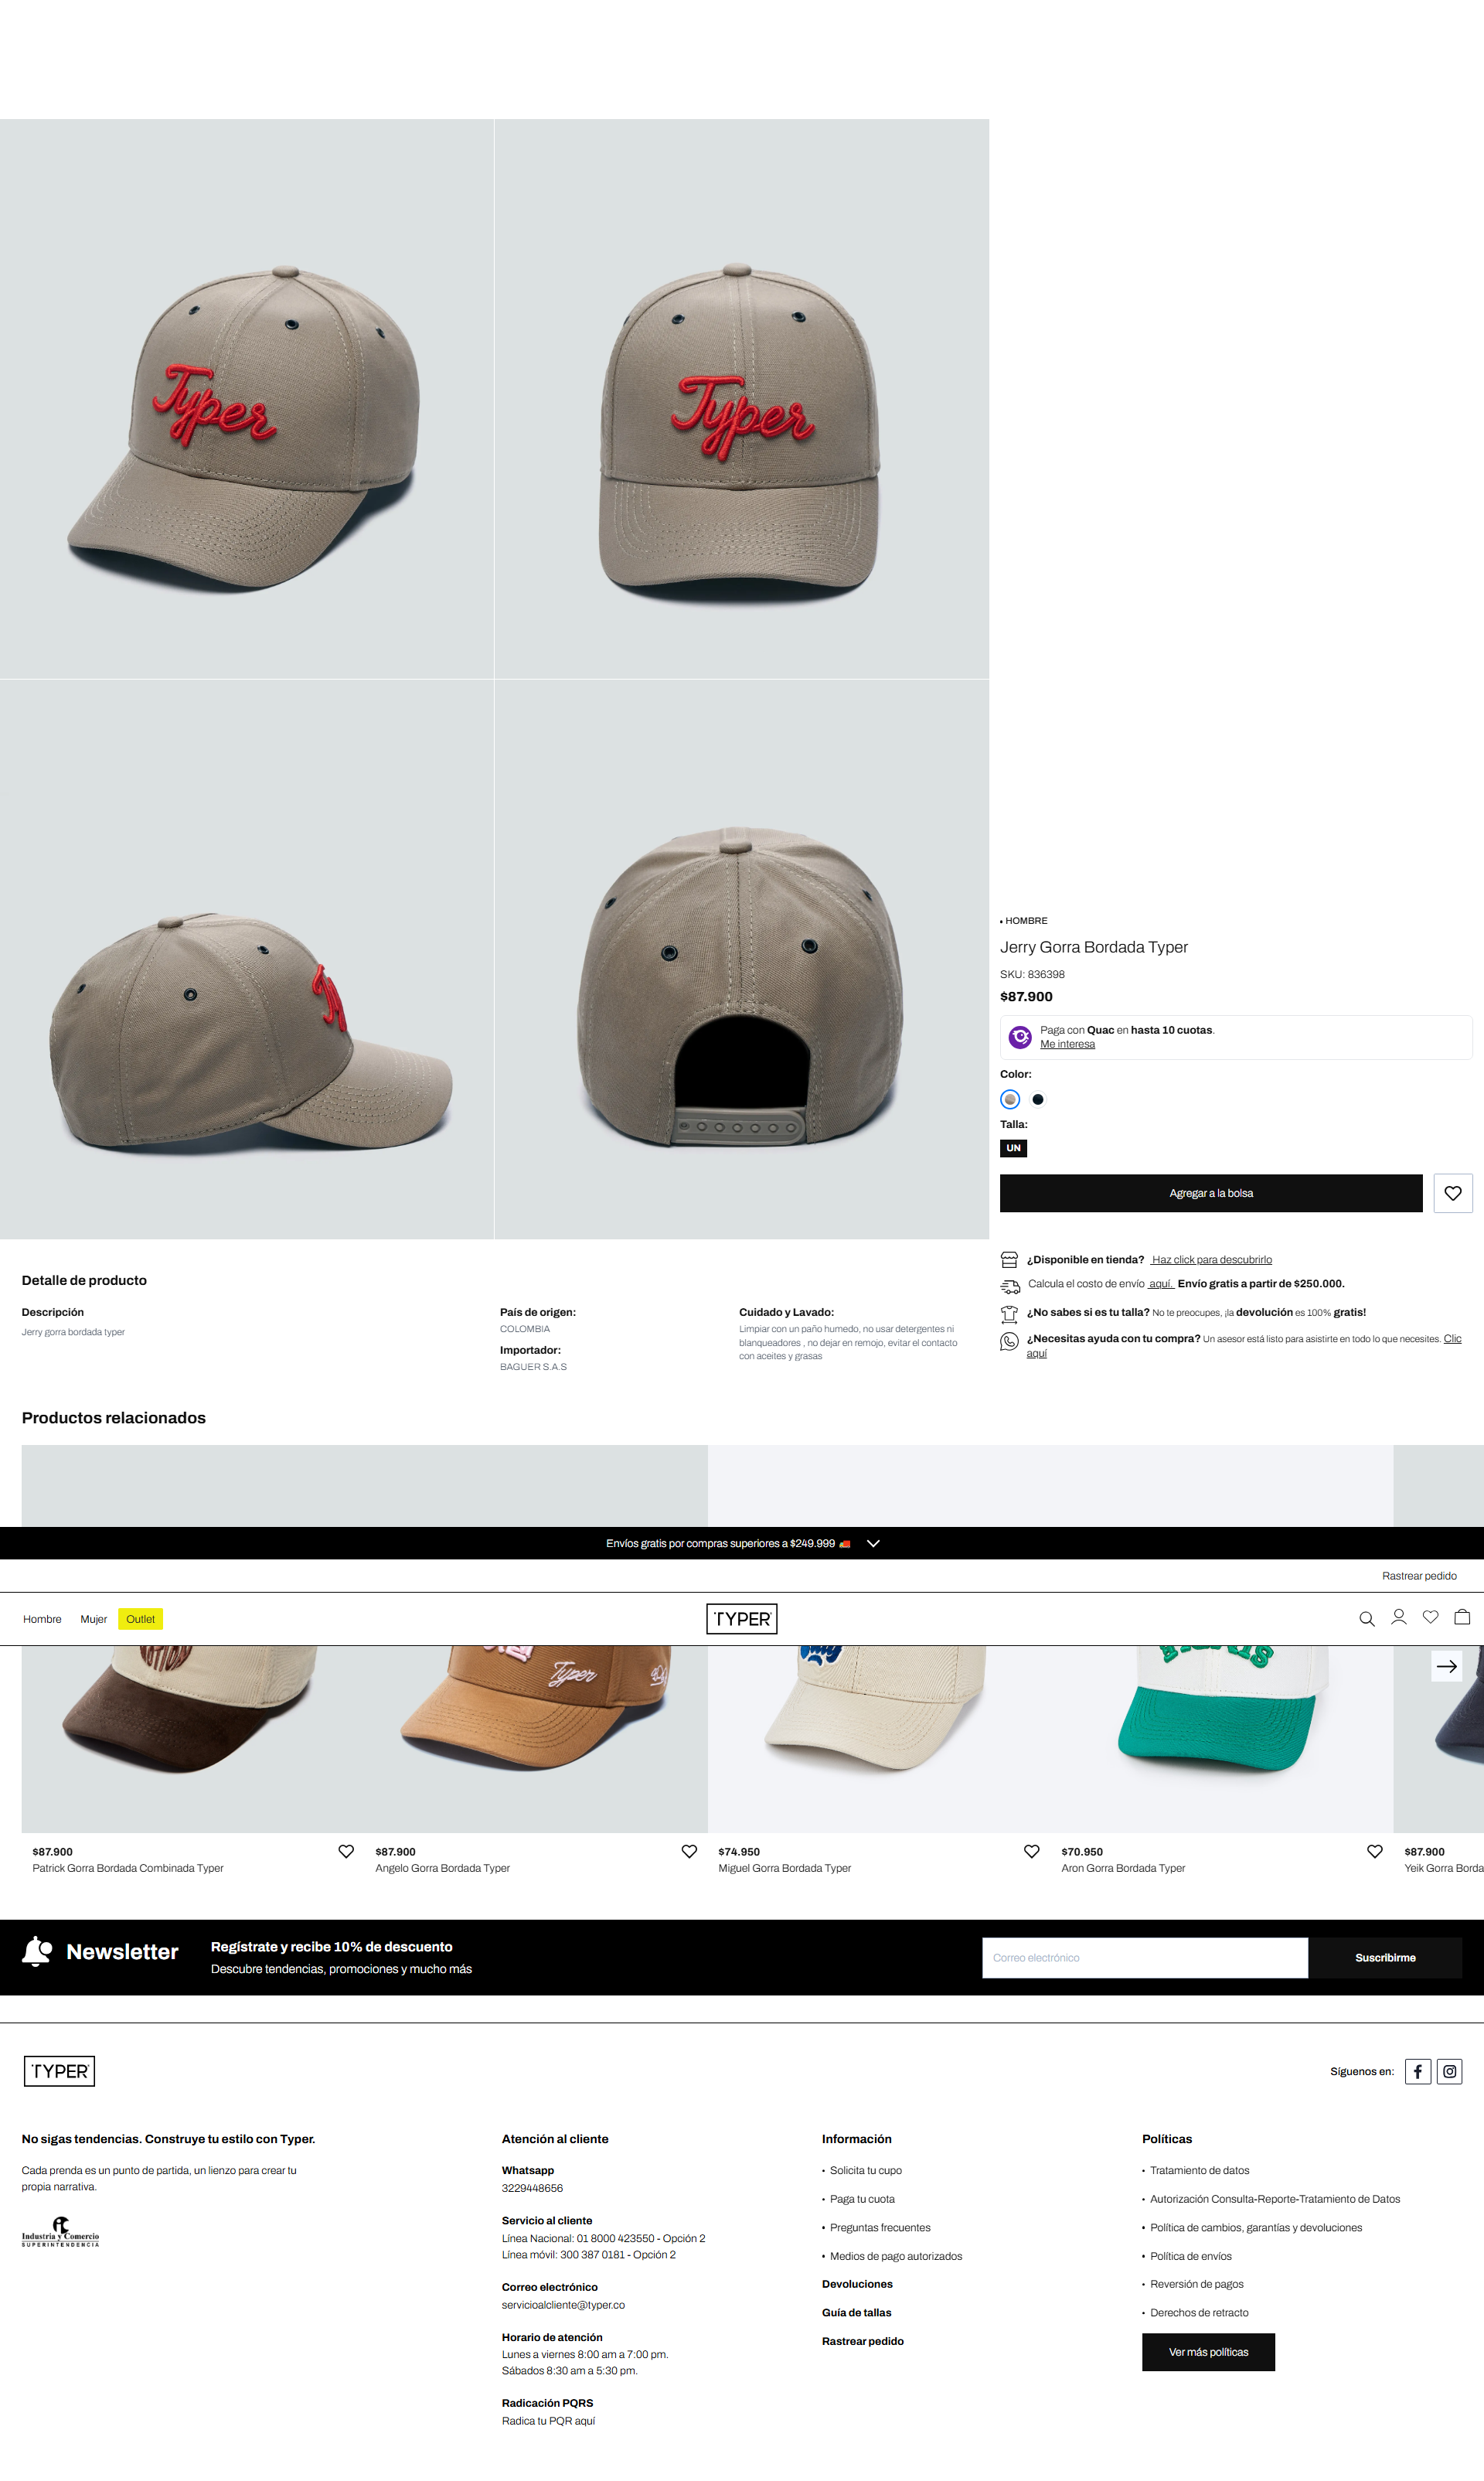 Typer
Typer
• HOMBRE
Jerry Gorra Bordada Typer
SKU: 836398
$87.900
Paga con Quac en hasta 10 cuotas.
Me interesa
Color:
Talla:
UN
Agregar a la bolsa
¿Disponible en tienda? Haz click para descubrirlo
Calcula el costo de envío aquí. Envío gratis a partir de $250.000.
¿No sabes si es tu talla? No te preocupes, ¡la devolución es 100% gratis!
¿Necesitas ayuda con tu compra? Un asesor está listo para asistirte en todo lo que necesites. Clic
aquí
Detalle de producto
Descripción
Jerry gorra bordada typer
País de origen:
COLOMBIA
Importador:
BAGUER S.A.S
Cuidado y Lavado:
Limpiar con un paño humedo, no usar detergentes ni
blanqueadores , no dejar en remojo, evitar el contacto
con aceites y grasas
Productos relacionados
Envíos gratis por compras superiores a $249.999
Rastrear pedido
Hombre Mujer Outlet
TYPER
Typer
$87.900
Patrick Gorra Bordada Combinada Typer
$87.900
Angelo Gorra Bordada Typer
$74.950
Miguel Gorra Bordada Typer
$70.950
Aron Gorra Bordada Typer
$87.900
Yeik Gorra Borda
Newsletter
Regístrate y recibe 10% de descuento
Descubre tendencias, promociones y mucho más
Correo electrónico
Suscribirme
TYPER
Síguenos en:
No sigas tendencias. Construye tu estilo con Typer.
Cada prenda es un punto de partida, un lienzo para crear tu
propia narrativa.
Industria y Comercio
SUPERINTENDENCIA
Atención al cliente
Whatsapp
3229448656
Servicio al cliente
Línea Nacional: 01 8000 423550 - Opción 2
Línea móvil: 300 387 0181 - Opción 2
Correo electrónico
servicioalcliente@typer.co
Horario de atención
Lunes a viernes 8:00 am a 7:00 pm.
Sábados 8:30 am a 5:30 pm.
Radicación PQRS
Radica tu PQR aquí
Información
• Solicita tu cupo
• Paga tu cuota
• Preguntas frecuentes
• Medios de pago autorizados
Devoluciones
Guía de tallas
Rastrear pedido
Políticas
• Tratamiento de datos
• Autorización Consulta-Reporte-Tratamiento de Datos
• Política de cambios, garantías y devoluciones
• Política de envíos
• Reversión de pagos
• Derechos de retracto
Ver más políticas